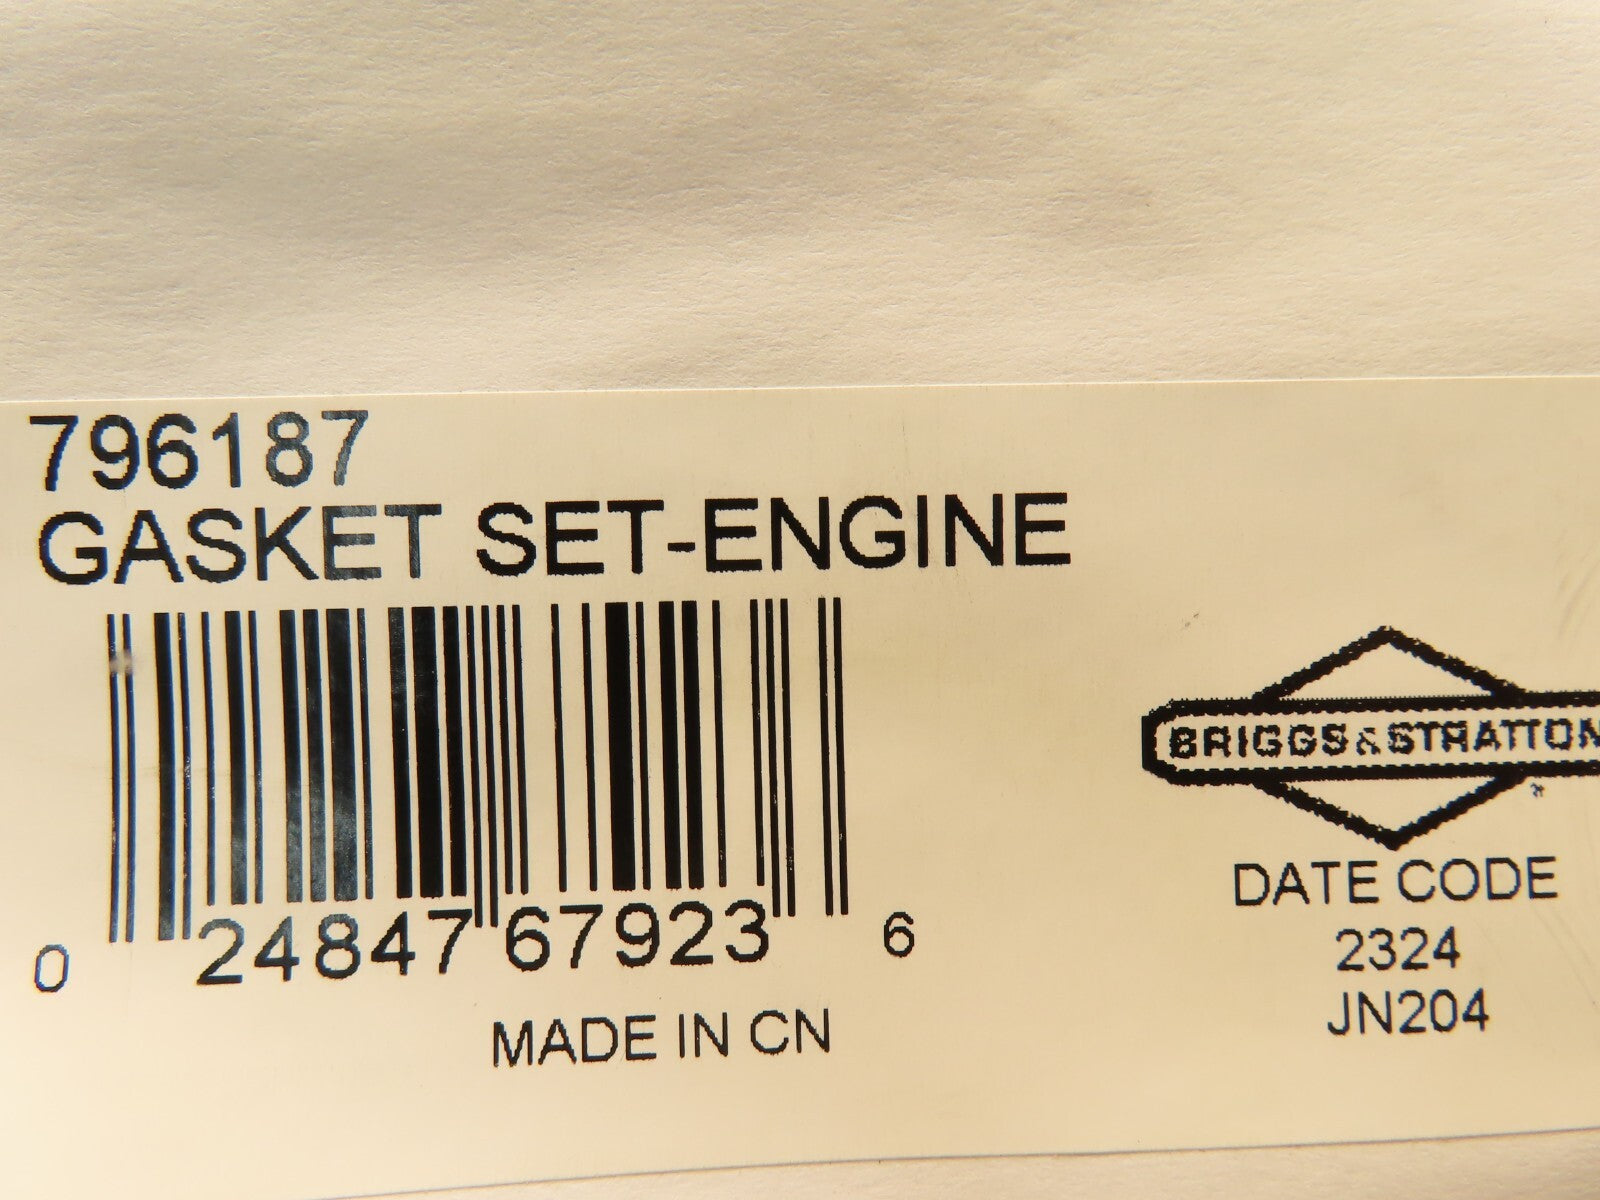 796187
GASKET SET-ENGINE
0 24847 67923 6
MADE IN CN
BRIGGS & STRATTON
DATE CODE
2324
JN204